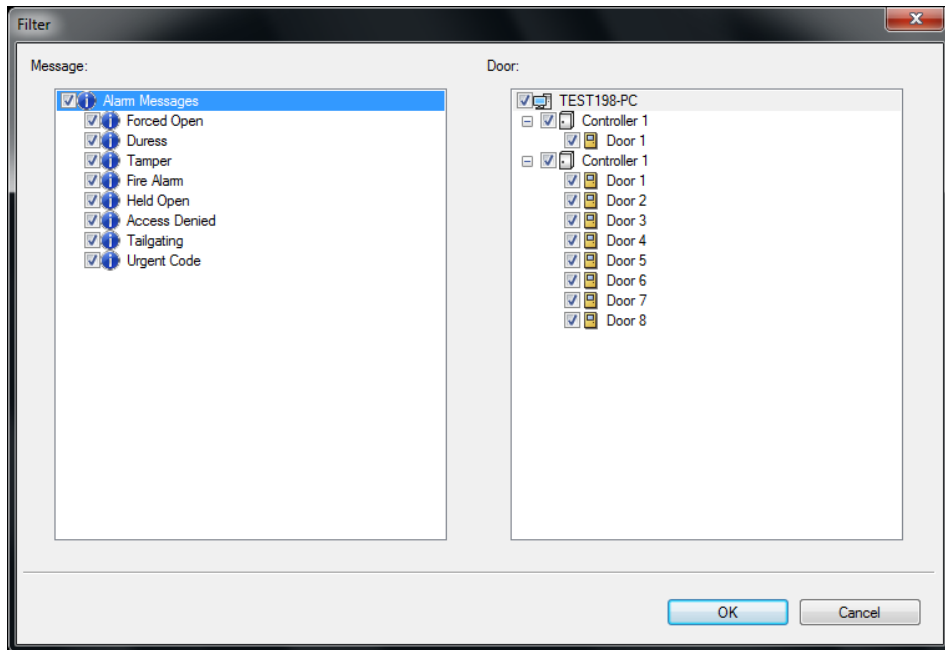 Filter
Message:
Alarm Messages
Forced Open
Duress
Tamper
Fire Alarm
Held Open
Access Denied
Tailgating
Urgent Code
Door:
TEST198-PC
Controller 1
Door 1
Controller 1
Door 1
Door 2
Door 3
Door 4
Door 5
Door 6
Door 7
Door 8
OK
Cancel